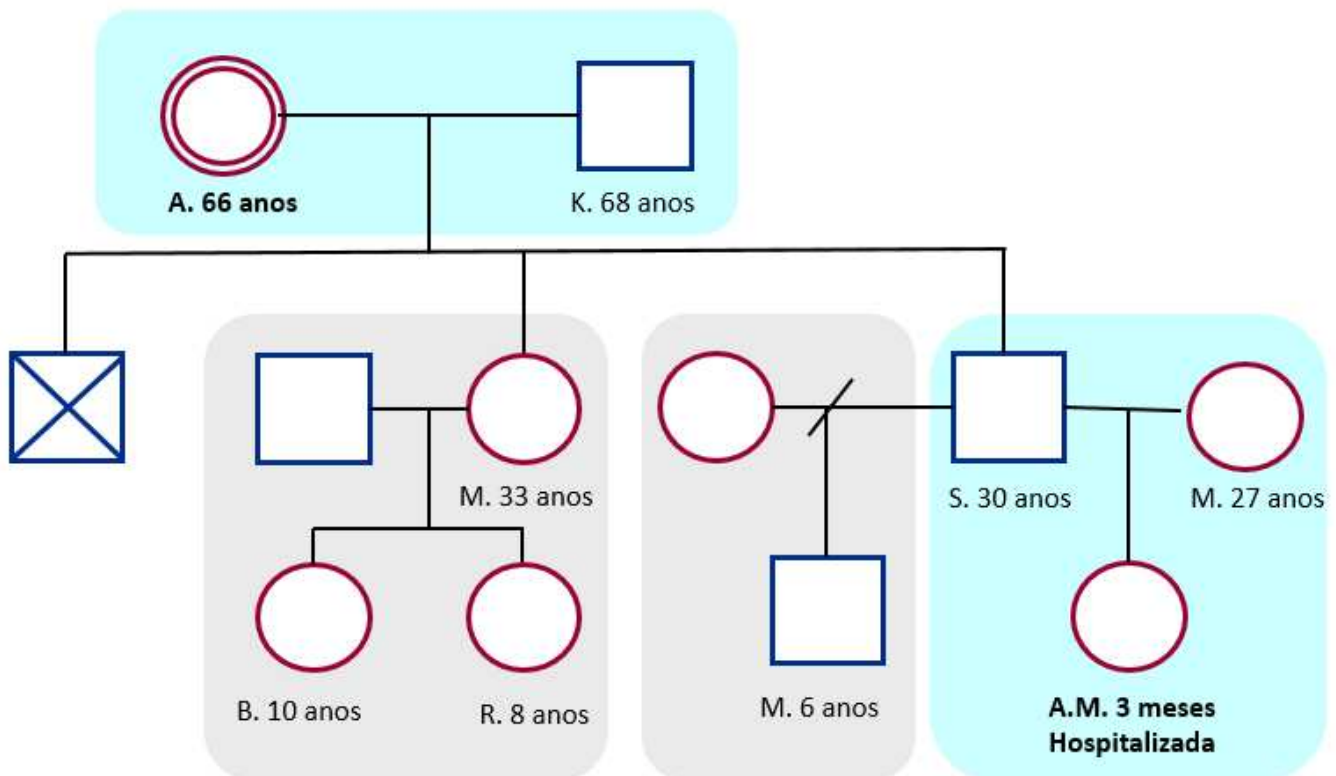 A. 66 anos
K. 68 anos
M. 33 anos
S. 30 anos
M. 27 anos
B. 10 anos
R. 8 anos
M. 6 anos
A.M. 3 meses
Hospitalizada